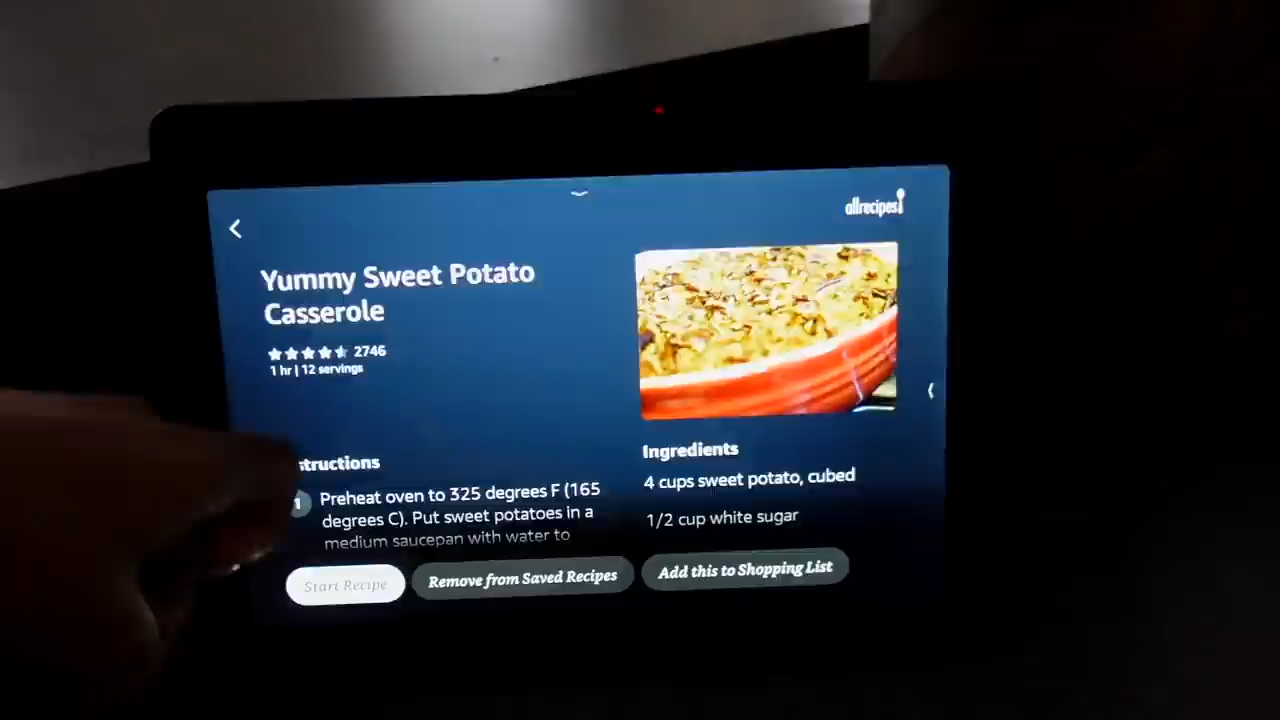 allrecipes
Yummy Sweet Potato
Casserole
2746
1 hr | 12 servings
structions
1 Preheat oven to 325 degrees F (165
degrees C). Put sweet potatoes in a
medium saucepan with water to
Ingredients
4 cups sweet potato, cubed
1/2 cup white sugar
Start Recipe
Remove from Saved Recipes
Add this to Shopping List